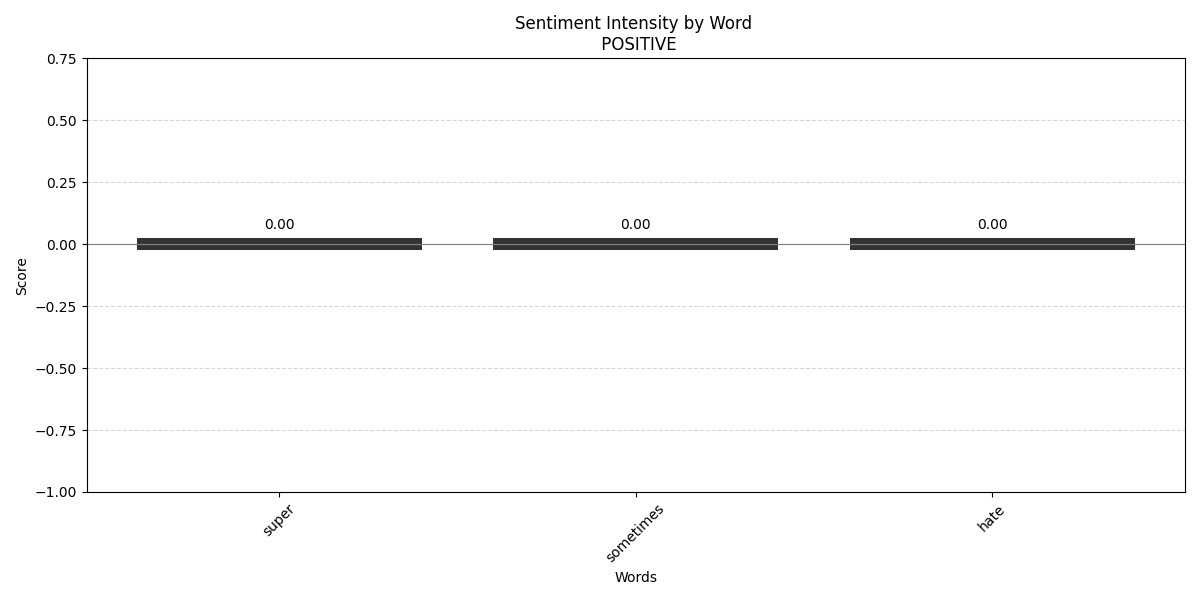 Sentiment Intensity by Word
POSITIVE
0.75
0.50
0.25
0.00
−0.25
−0.50
−0.75
−1.00
Score
0.00
0.00
0.00
super
sometimes
hate
Words